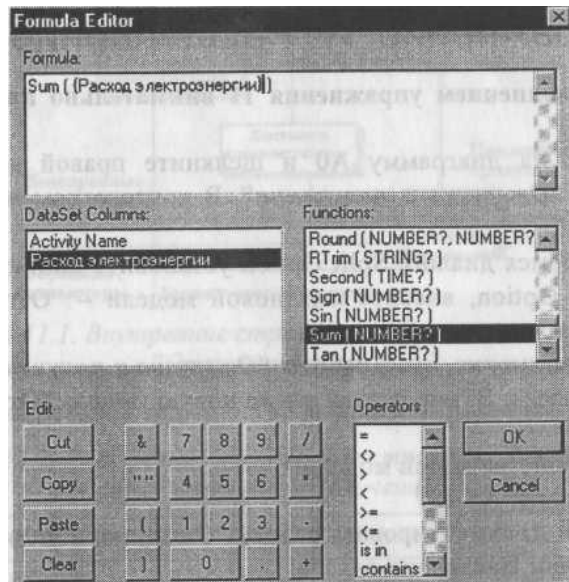 Formula Editor
Formula:
Sum ( {Расход электроэнергии} )
DataSet Columns:
Activity Name
Расход электроэнергии
Functions:
Round ( NUMBER?, NUMBER?
RTrim ( STRING? )
Second ( TIME? )
Sign ( NUMBER? )
Sin ( NUMBER? )
Sum ( NUMBER? )
Tan ( NUMBER? )
Edit
Cut & 7 8 9 /
Copy "" 4 5 6 *
Paste ( 1 2 3 -
Clear ) 0 . +
Operators
=
<>
>
<
>=
<=
is in
contains
OK
Cancel